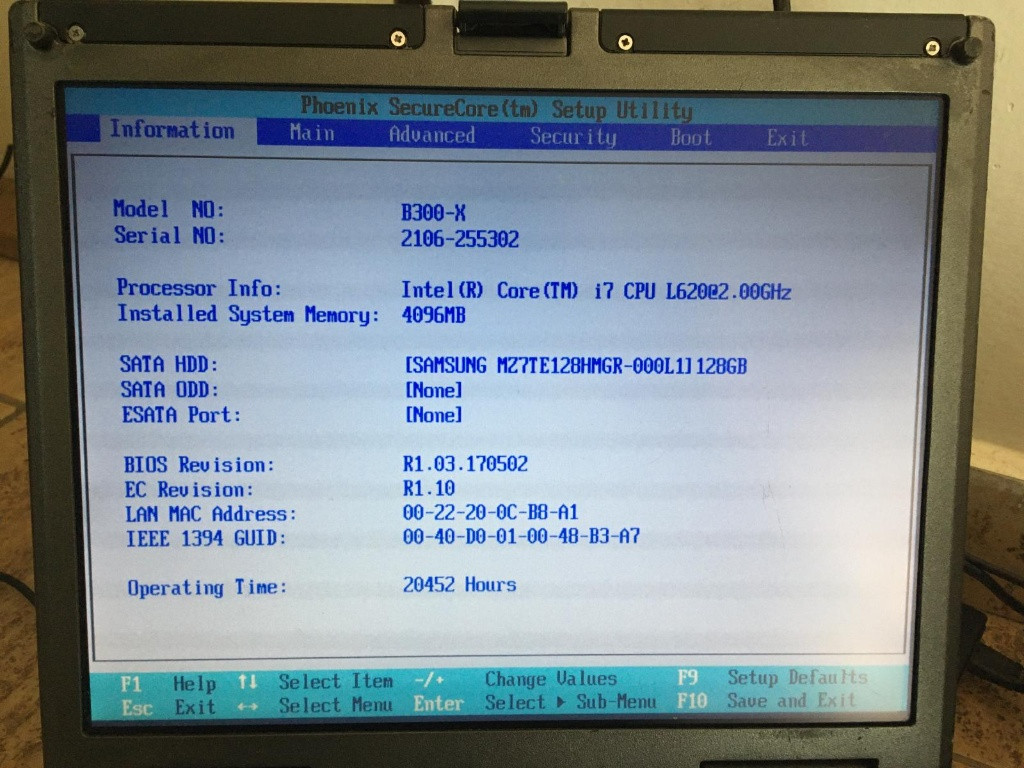 Phoenix SecureCore(tm) Setup Utility
Information Main Advanced Security Boot Exit
Model NO: B300-X
Serial NO: 2106-255302
Processor Info: Intel(R) Core(TM) i7 CPU L620@2.00GHz
Installed System Memory: 4096MB
SATA HDD: [SAMSUNG MZ7TE128HMGR-000L1]128GB
SATA ODD: [None]
ESATA Port: [None]
BIOS Revision: R1.03.170502
EC Revision: R1.10
LAN MAC Address: 00-22-20-0C-B8-A1
IEEE 1394 GUID: 00-40-D0-01-00-48-B3-A7
Operating Time: 20452 Hours
F1 Help ↑↓ Select Item -/+ Change Values F9 Setup Defaults
Esc Exit ↔ Select Menu Enter Select ▶ Sub-Menu F10 Save and Exit